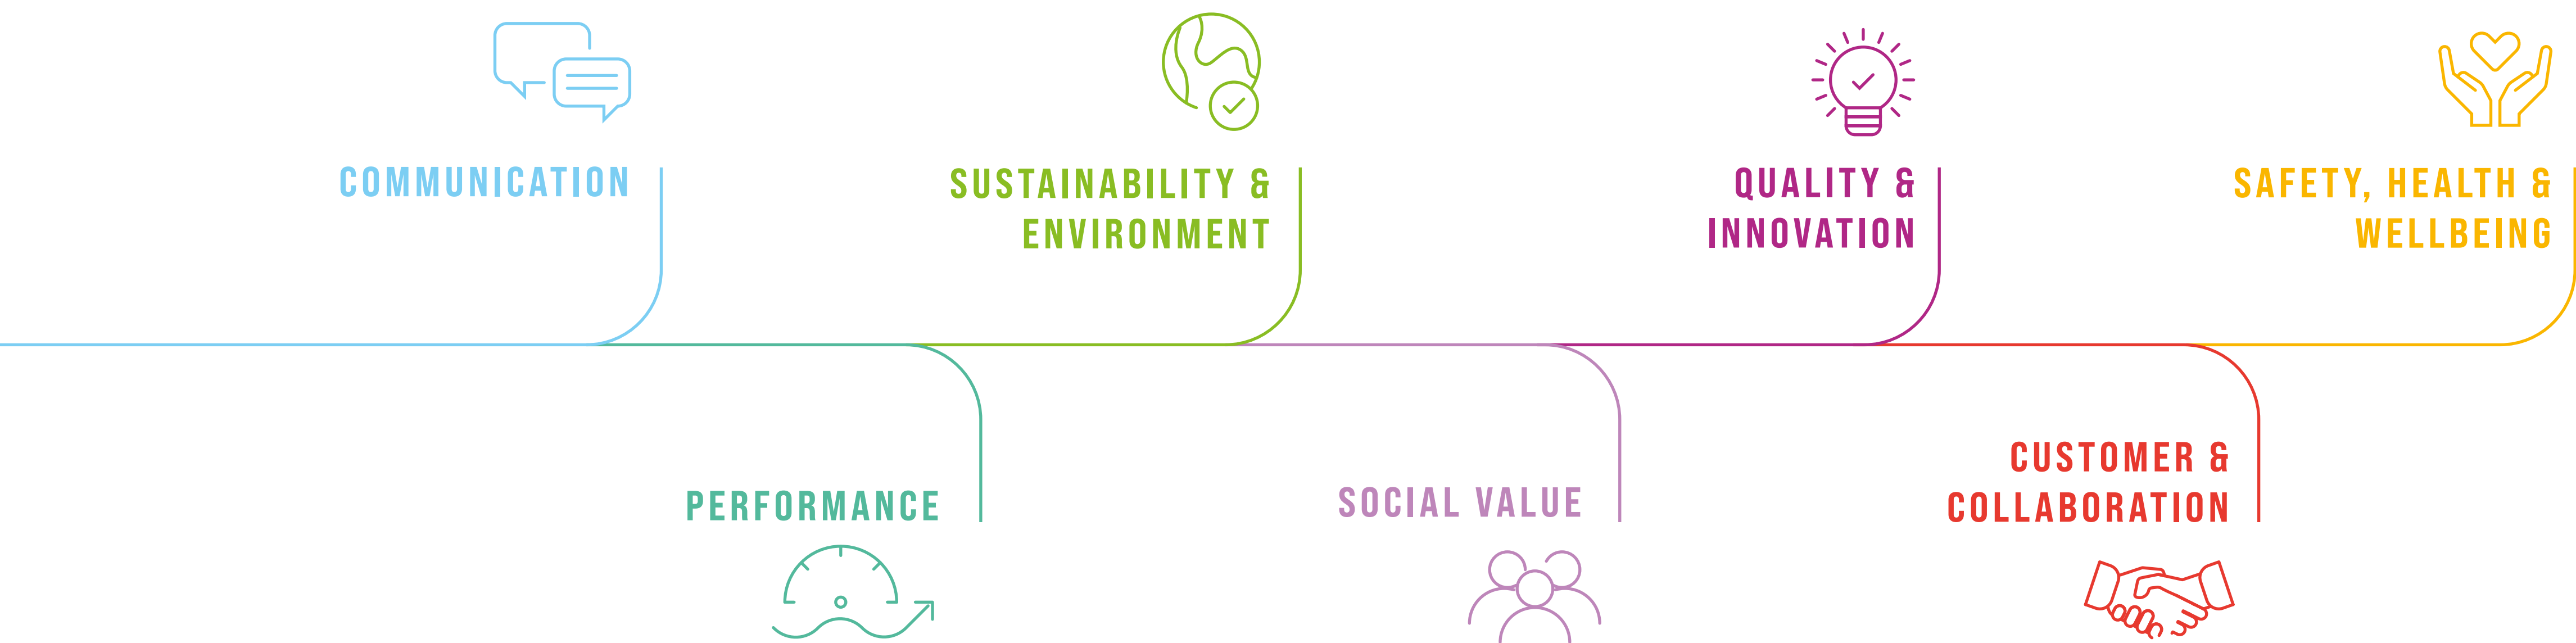 COMMUNICATION
SUSTAINABILITY &
ENVIRONMENT
QUALITY &
INNOVATION
SAFETY, HEALTH &
WELLBEING
PERFORMANCE
SOCIAL VALUE
CUSTOMER &
COLLABORATION